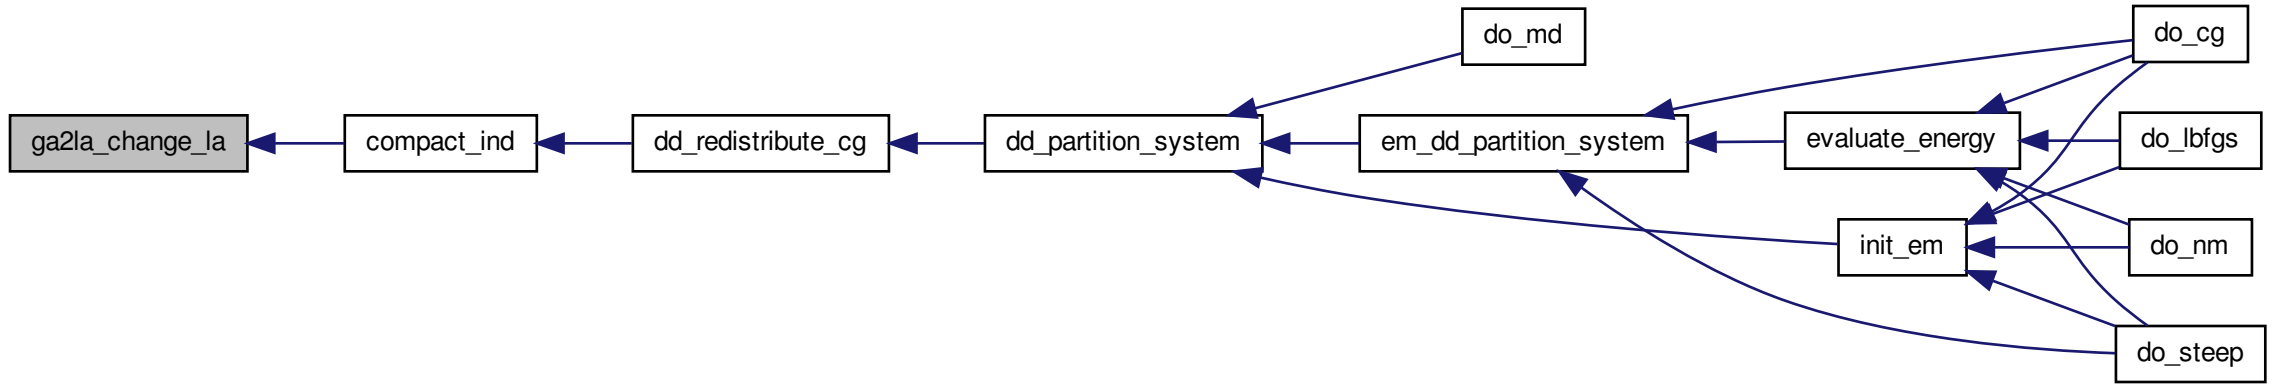 ga2la_change_la
compact_ind
dd_redistribute_cg
dd_partition_system
do_md
em_dd_partition_system
evaluate_energy
init_em
do_cg
do_lbfgs
do_nm
do_steep